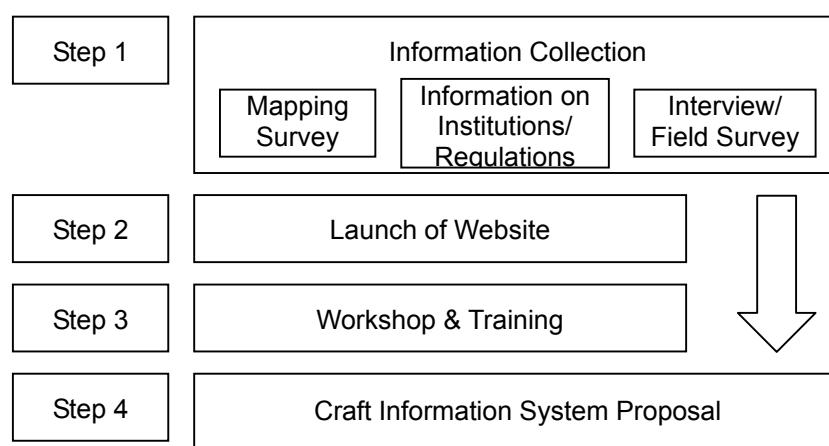 Step 1
Information Collection
Mapping
Survey
Information on
Institutions/
Regulations
Interview/
Field Survey
Step 2
Launch of Website
Step 3
Workshop & Training
Step 4
Craft Information System Proposal